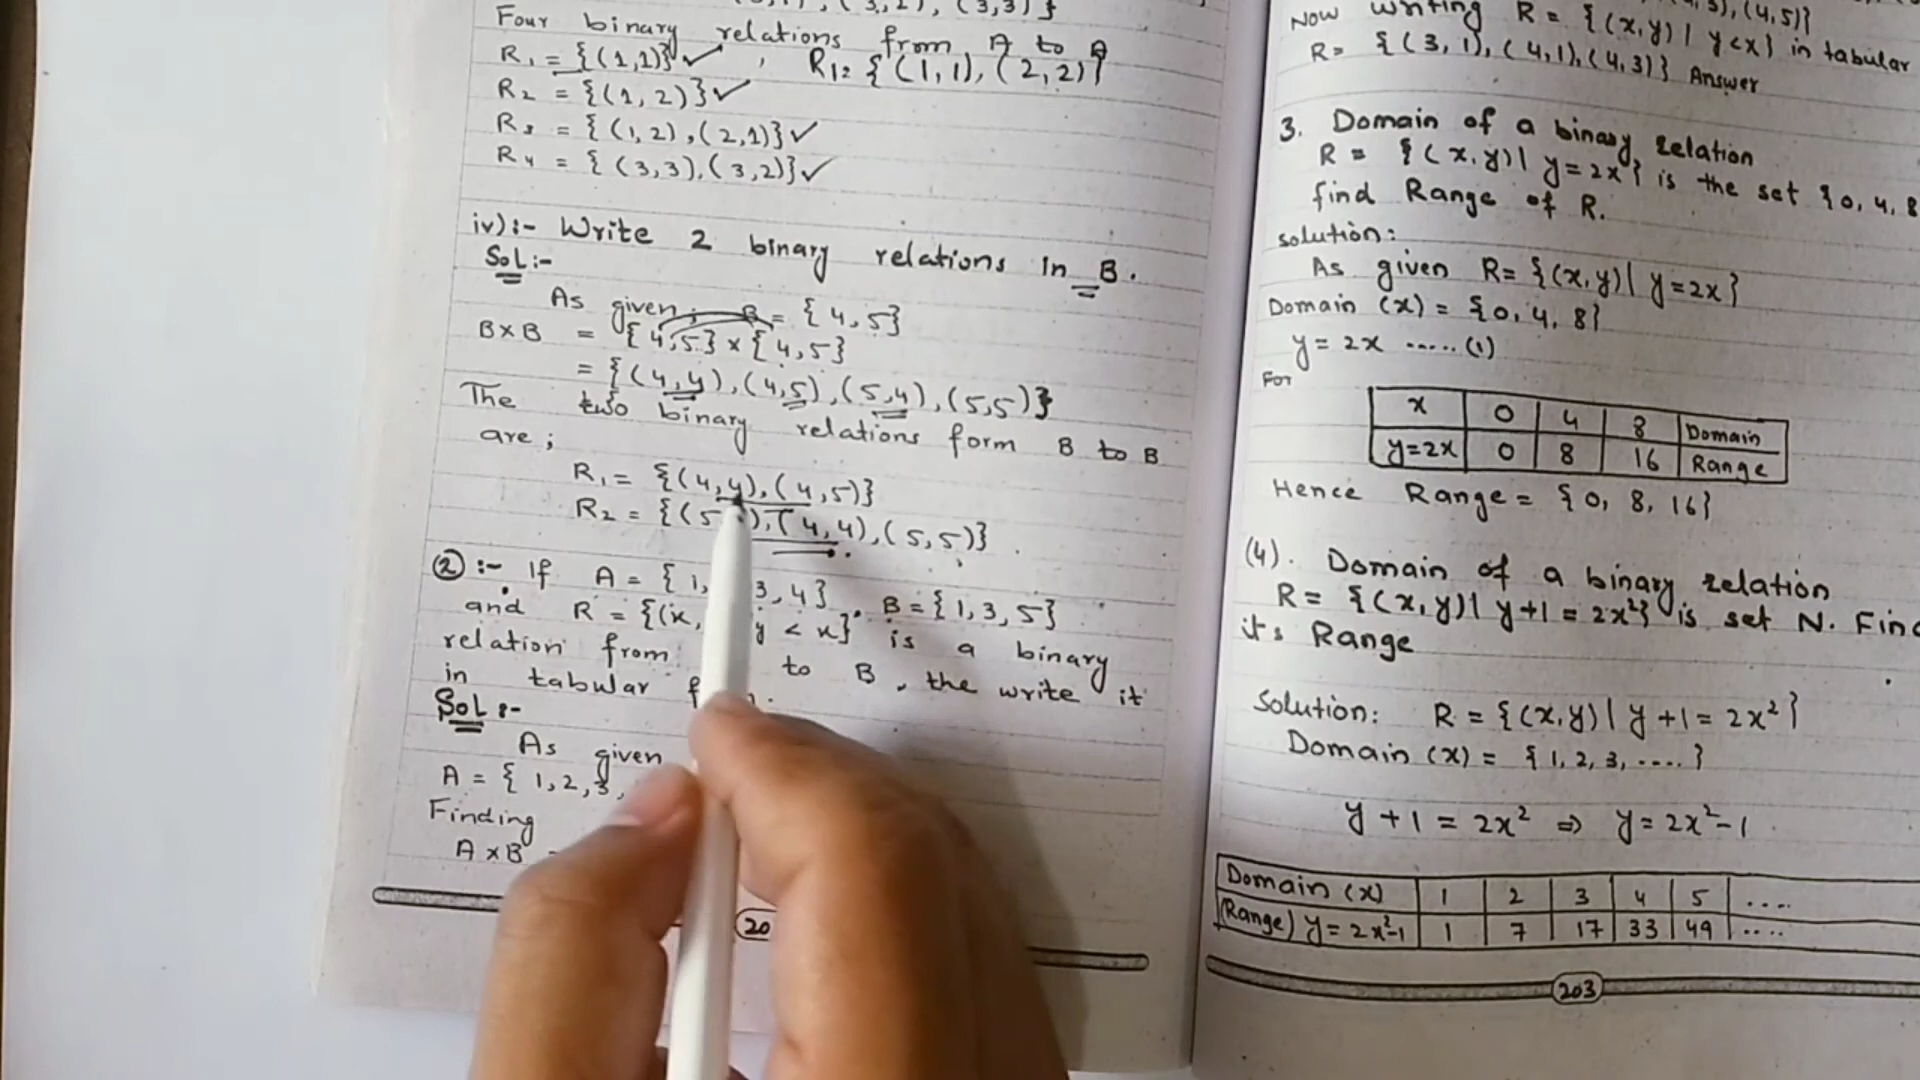 (3,3)}
Four binary relations from A to A
R₁ = {(1,1)} ✓ , R₁₂ {(1,1), (2,2)}
R₂ = {(1,2)} ✓
R₃ = {(1,2),(2,1)} ✓
R₄ = {(3,3),(3,2)} ✓
iv):- Write 2 binary relations in B.
Sol:-
As given; B = {4,5}
B×B = {4,5} × {4,5}
= {(4,4),(4,5),(5,4),(5,5)}
The two binary relations form B to B
are;
R₁ = {(4,4),(4,5)}
R₂ = {(5 ),(4,4),(5,5)}.
②:- If A = {1, 3,4}, B = {1,3,5}
and R = {(x, y < x} is a binary
relation from to B, the write it
in tabular
Sol:-
As given
A = {1,2,3,
Finding
A×B
20
(4,5)}
Now writing R = {(x,y) | y<x} in tabular
R= {(3,1),(4,1),(4,3)} Answer
3. Domain of a binary relation
R = {(x,y) | y=2x} is the set {0,4,8
find Range of R.
solution:
As given R= {(x,y) | y=2x}
Domain (x) = {0,4,8}
y = 2x .....(1)
For
x 0 4 8 Domain
y=2x 0 8 16 Range
Hence Range = {0, 8, 16}
(4). Domain of a binary relation
R= {(x,y) | y+1 = 2x²} is set N. Find
it's Range
Solution: R = {(x,y) | y+1 = 2x²}
Domain (x) = {1,2,3,....}
y+1 = 2x² ⇒ y = 2x²-1
Domain (x) 1 2 3 4 5 ....
(Range) y = 2x²-1 1 7 17 33 49 ....
203